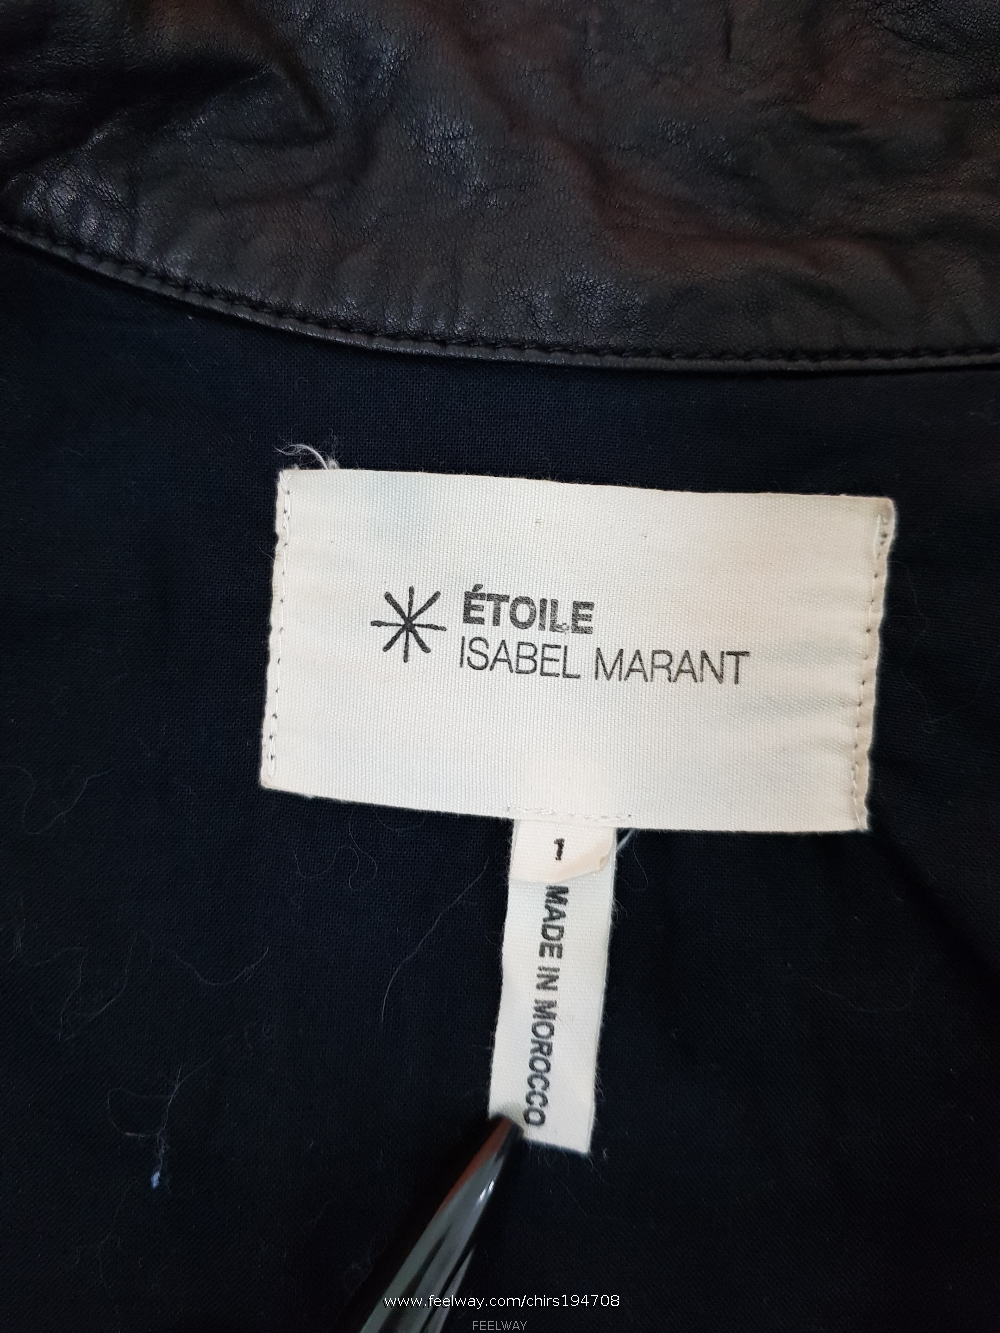 ÉTOILE
ISABEL MARANT
1
MADE IN MOROCCO
www.feelway.com/chirs194708
FEELWAY